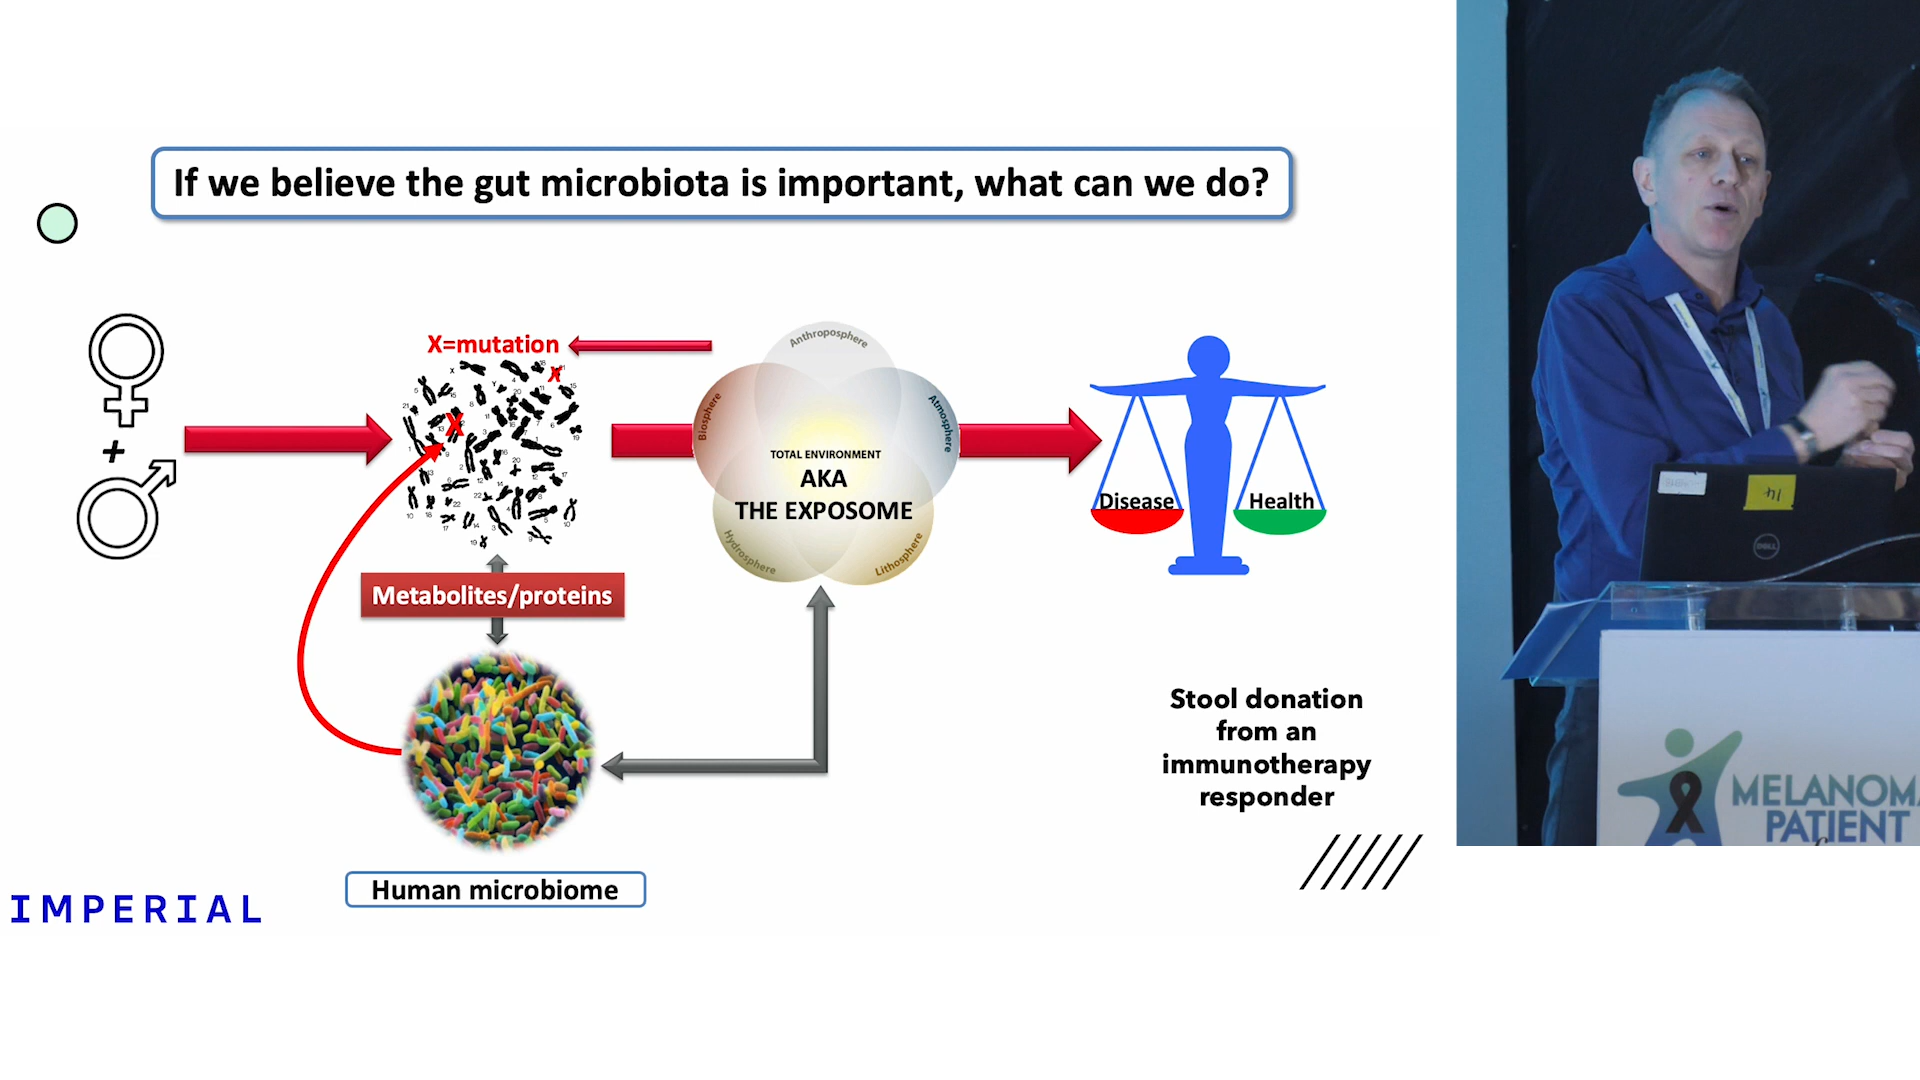 If we believe the gut microbiota is important, what can we do?
X=mutation
Anthroposphere
Biosphere
Atmosphere
TOTAL ENVIRONMENT
AKA
THE EXPOSOME
Hydrosphere
Lithosphere
Disease
Health
Metabolites/proteins
Stool donation
from an
immunotherapy
responder
Human microbiome
IMPERIAL
DELL
MELANOMA
PATIENT